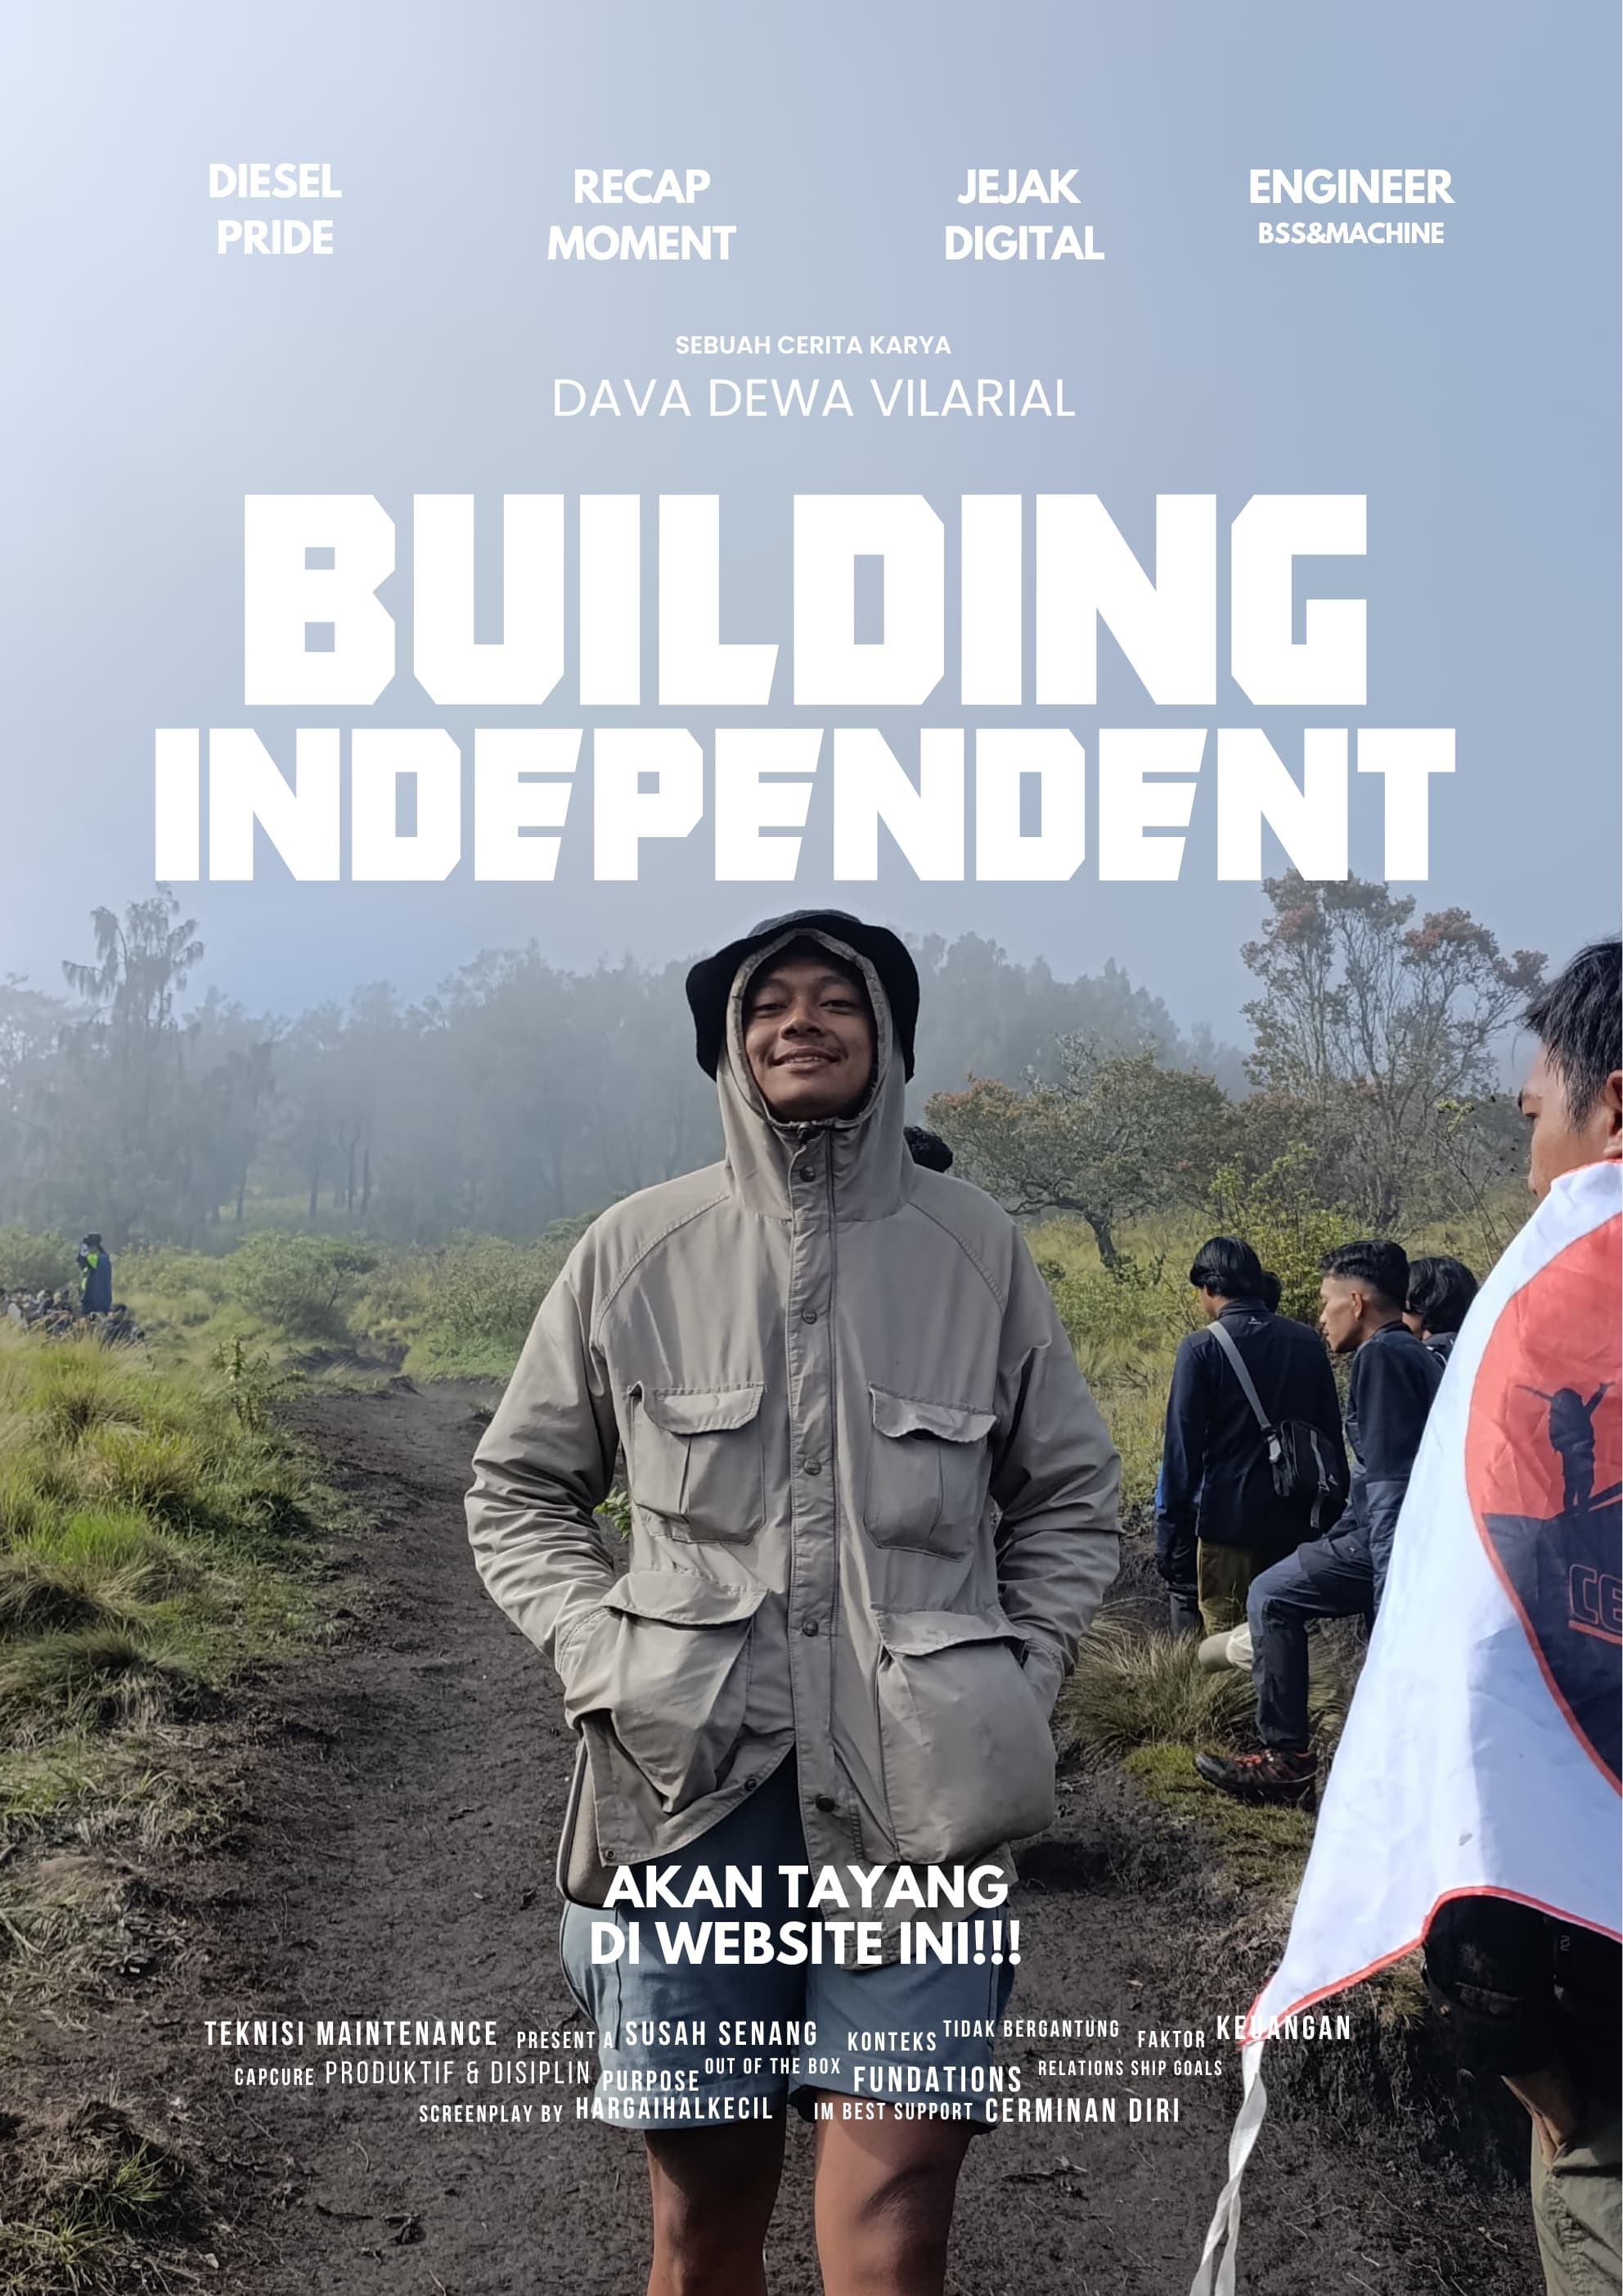 DIESEL
PRIDE
RECAP
MOMENT
JEJAK
DIGITAL
ENGINEER
BSS&MACHINE
SEBUAH CERITA KARYA
DAVA DEWA VILARIAL
BUILDING
INDEPENDENT
CE
AKAN TAYANG
DI WEBSITE INI!!!
TEKNISI MAINTENANCE PRESENT A SUSAH SENANG KONTEKS TIDAK BERGANTUNG FAKTOR KEUANGAN
CAPCURE PRODUKTIF & DISIPLIN PURPOSE OUT OF THE BOX FUNDATIONS RELATIONS SHIP GOALS
SCREENPLAY BY HARGAIHALKECIL IM BEST SUPPORT CERMINAN DIRI